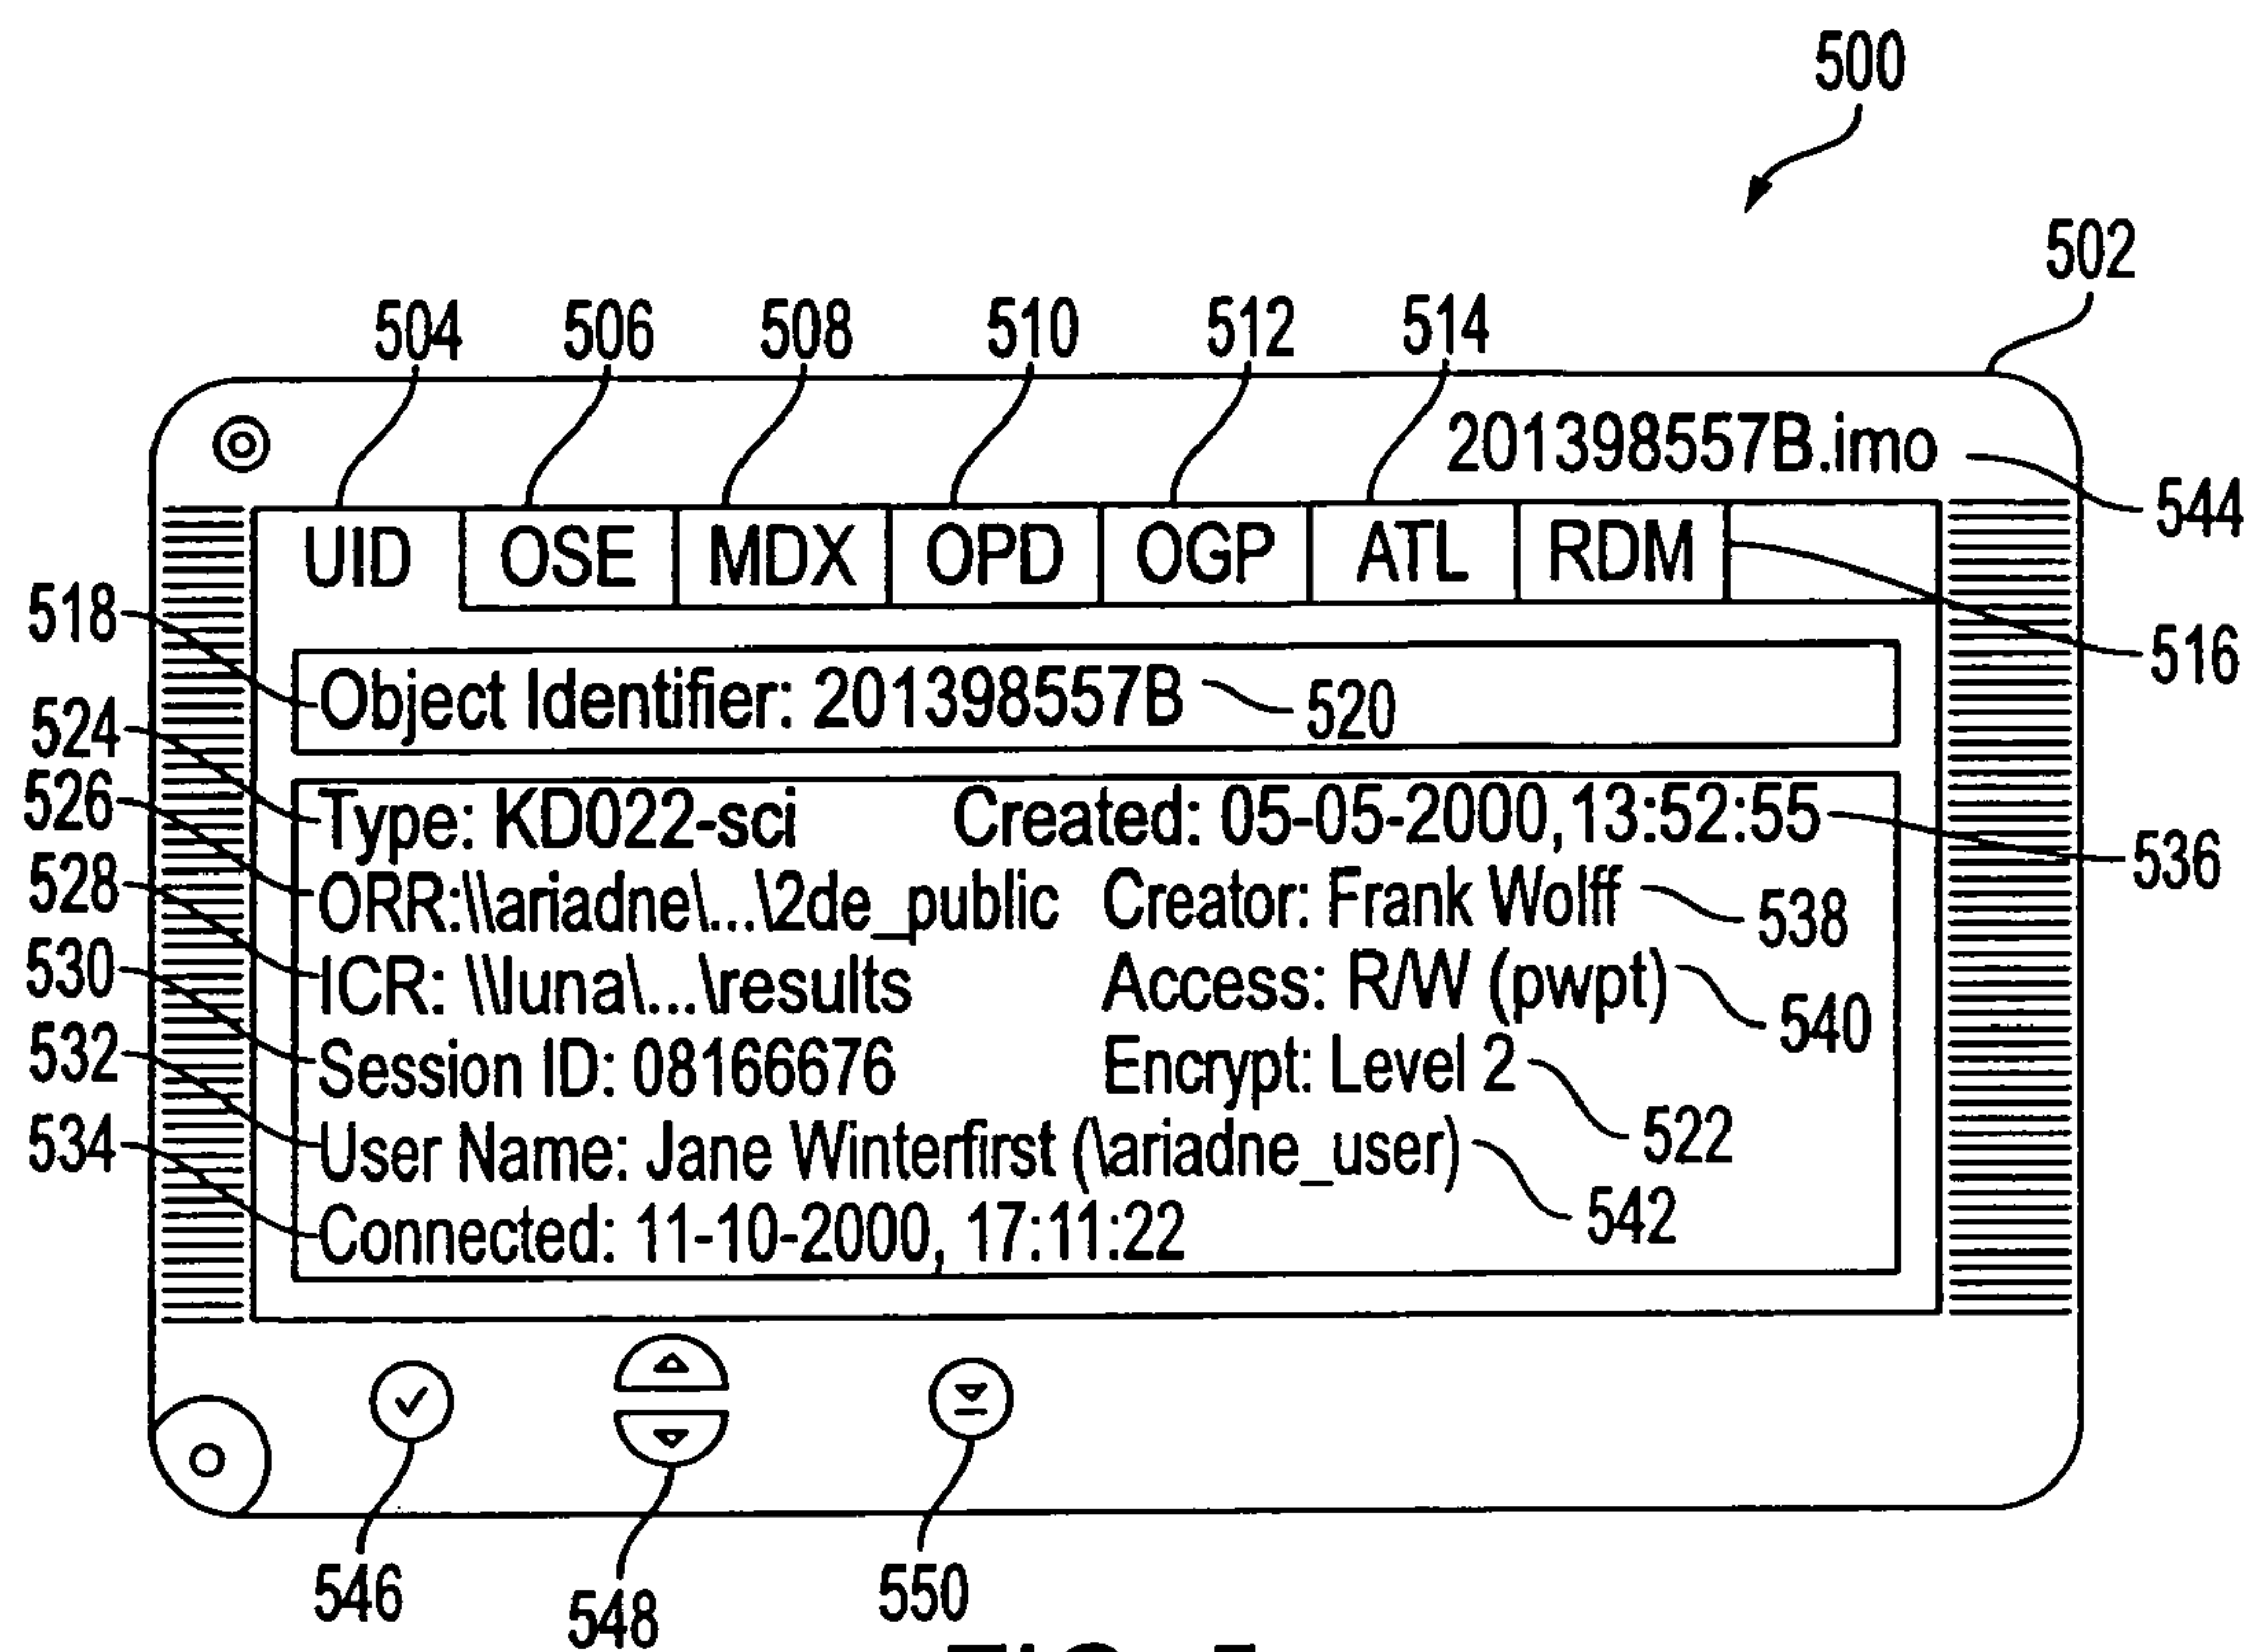 500
502
504 506 508 510 512 514
201398557B.imo
544
UID OSE MDX OPD OGP ATL RDM
516
518
Object Identifier: 201398557B
520
524
Type: KD022-sci Created: 05-05-2000,13:52:55
536
526
ORR:\\ariadne\...\2de_public Creator: Frank Wolff
538
528
ICR: \\luna\...\results Access: R/W (pwpt)
540
530
Session ID: 08166676 Encrypt: Level 2
522
532
User Name: Jane Winterfirst (\ariadne_user)
542
534
Connected: 11-10-2000, 17:11:22
546 548 550